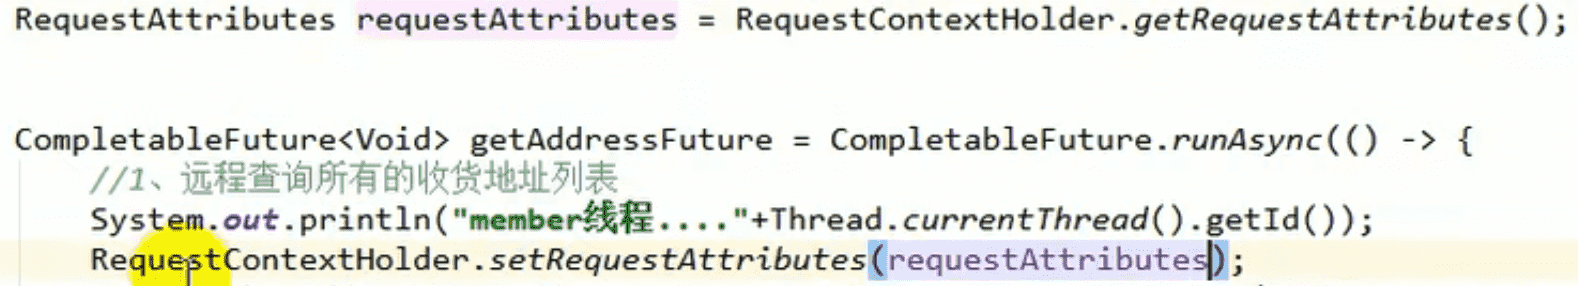 RequestAttributes requestAttributes = RequestContextHolder.getRequestAttributes();
CompletableFuture<Void> getAddressFuture = CompletableFuture.runAsync(() -> {
//1、远程查询所有的收货地址列表
System.out.println("member线程...."+Thread.currentThread().getId());
RequestContextHolder.setRequestAttributes(requestAttributes);